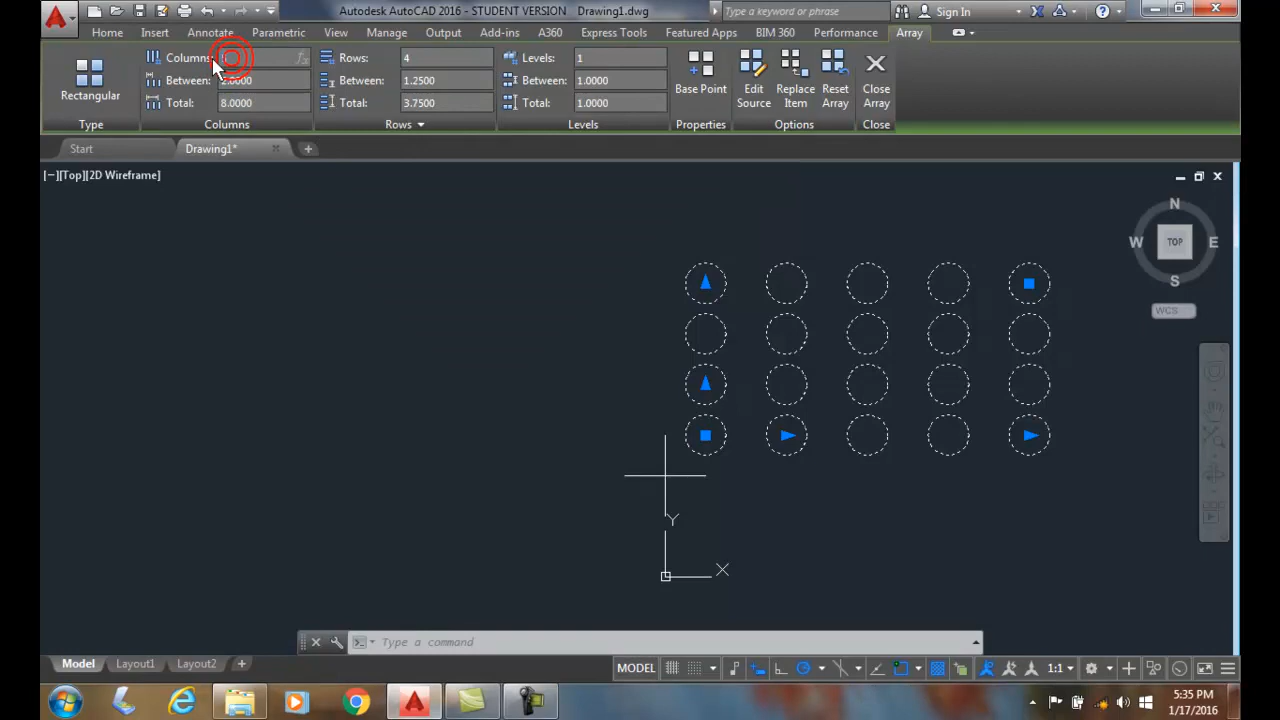 Autodesk AutoCAD 2016 - STUDENT VERSION Drawing1.dwg
Type a keyword or phrase
Sign In
Home Insert Annotate Parametric View Manage Output Add-ins A360 Express Tools Featured Apps BIM 360 Performance Array
Columns: Rows: 4 Levels: 1
Between: 2.0000 Between: 1.2500 Between: 1.0000
Total: 8.0000 Total: 3.7500 Total: 1.0000
Rectangular
Base Point
Edit Source
Replace Item
Reset Array
Close Array
Type Columns Rows Levels Properties Options Close
Start Drawing1*
[−][Top][2D Wireframe]
N
W TOP E
S
WCS
Y
X
Type a command
Model Layout1 Layout2
MODEL 1:1
5:35 PM
1/17/2016